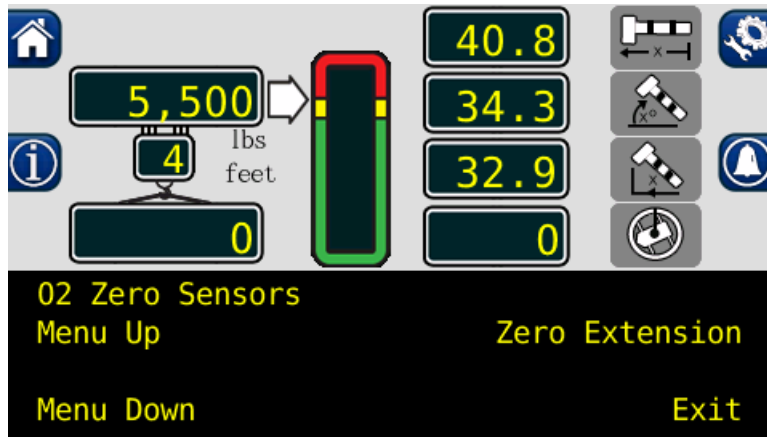 40.8
5,500
34.3
lbs
x
x°
4
feet
32.9
x
0
0
02 Zero Sensors
Menu Up
Zero Extension
Menu Down
Exit